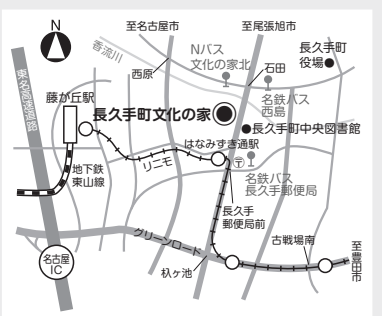 N
至名古屋市
至尾張旭市
香流川
Nバス
文化の家北
長久手町
役場
西原
石田
東名高速道路
藤が丘駅
長久手町文化の家
名鉄バス
西島
長久手町中央図書館
はなみずき通駅
リニモ
地下鉄
東山線
〒
名鉄バス
長久手郵便局
長久手
郵便局前
グリーンロード
古戦場南
至豊田市
名古屋
IC
杁ヶ池